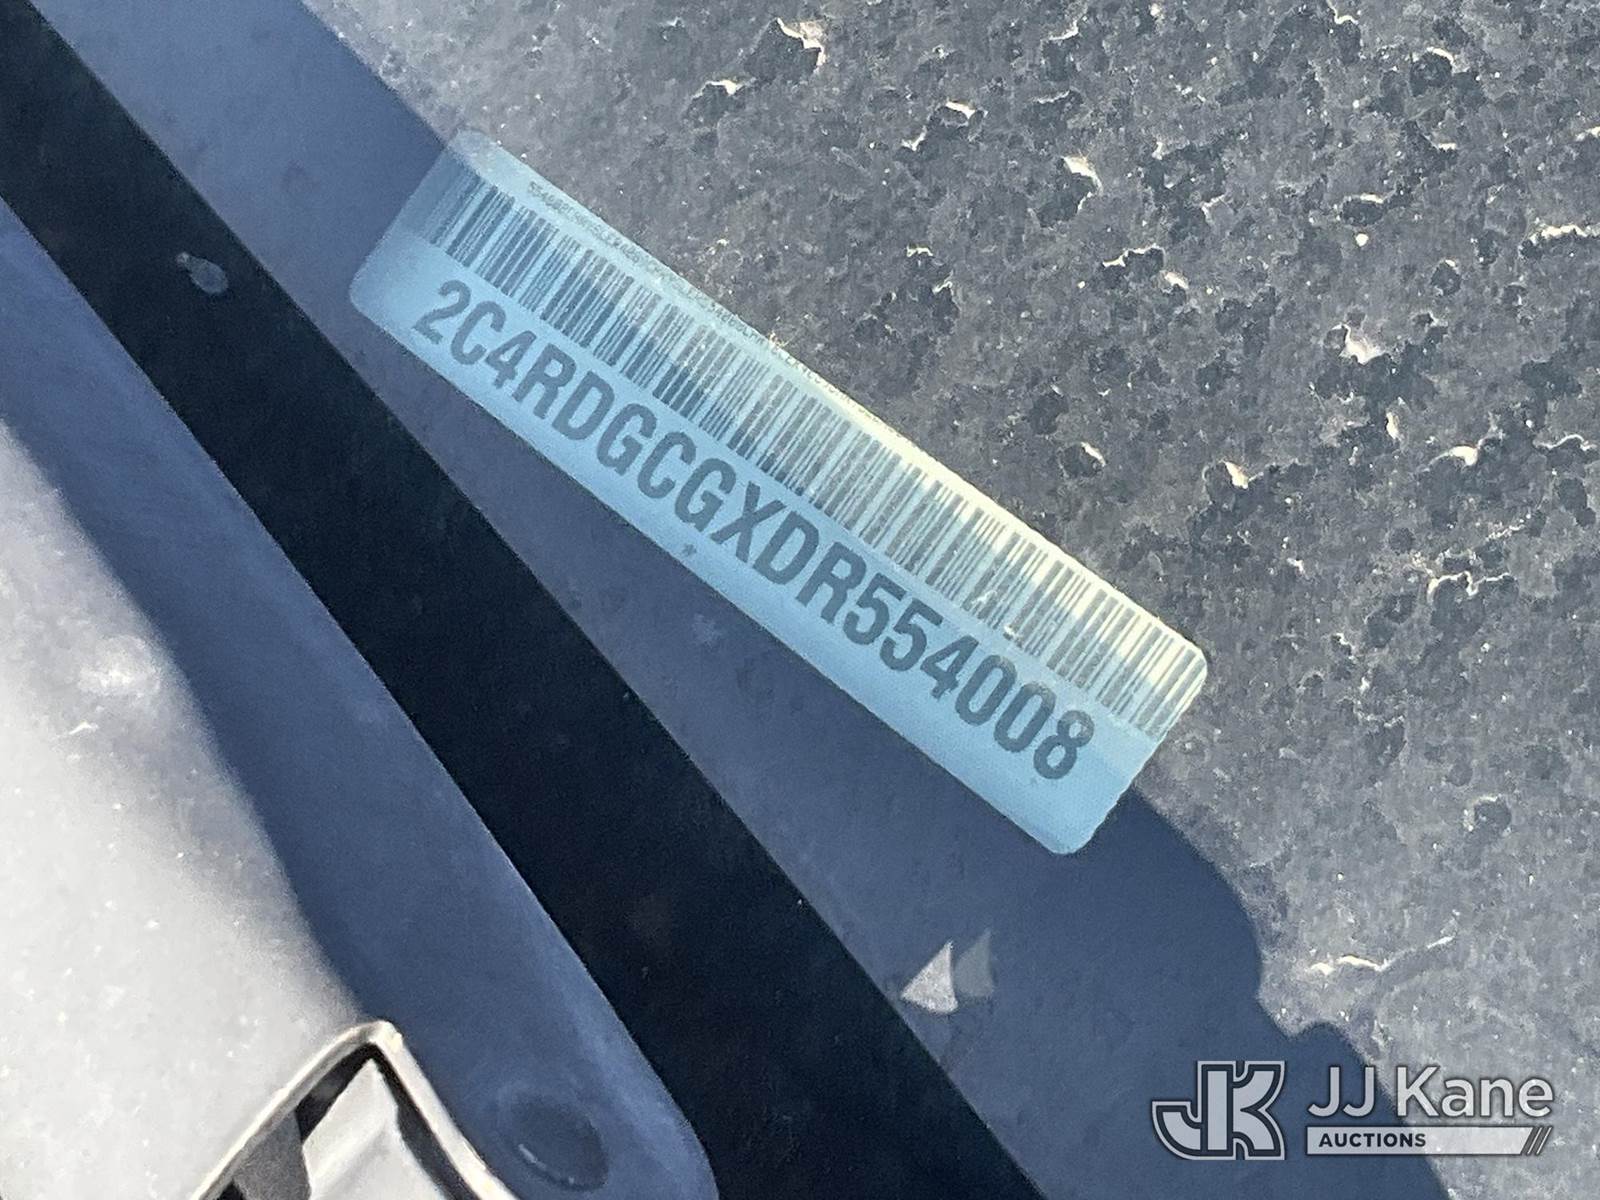 2C4RDGCGXDR554008
JJ Kane
AUCTIONS